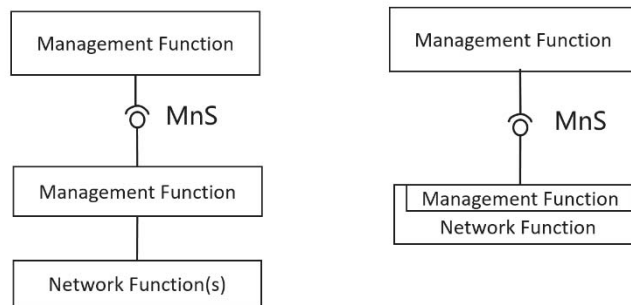 Management Function
MnS
Management Function
Network Function(s)
Management Function
MnS
Management Function
Network Function